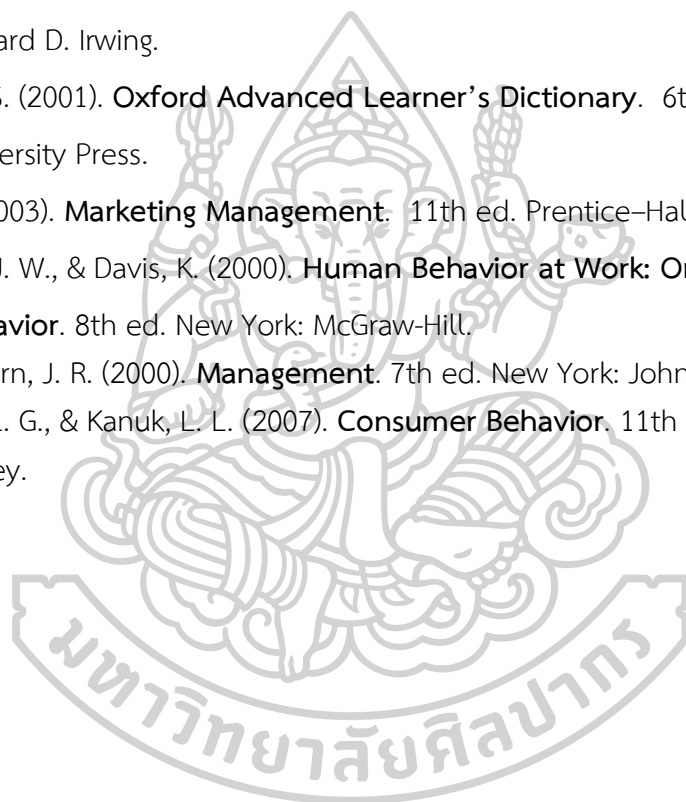 ard D. Irwing.
S. (2001). Oxford Advanced Learner's Dictionary. 6t
ersity Press.
003). Marketing Management. 11th ed. Prentice–Hal
J. W., & Davis, K. (2000). Human Behavior at Work: Or
avior. 8th ed. New York: McGraw-Hill.
rn, J. R. (2000). Management. 7th ed. New York: John
L. G., & Kanuk, L. L. (2007). Consumer Behavior. 11th
ey.
มหาวิทยาลัยศิลปากร